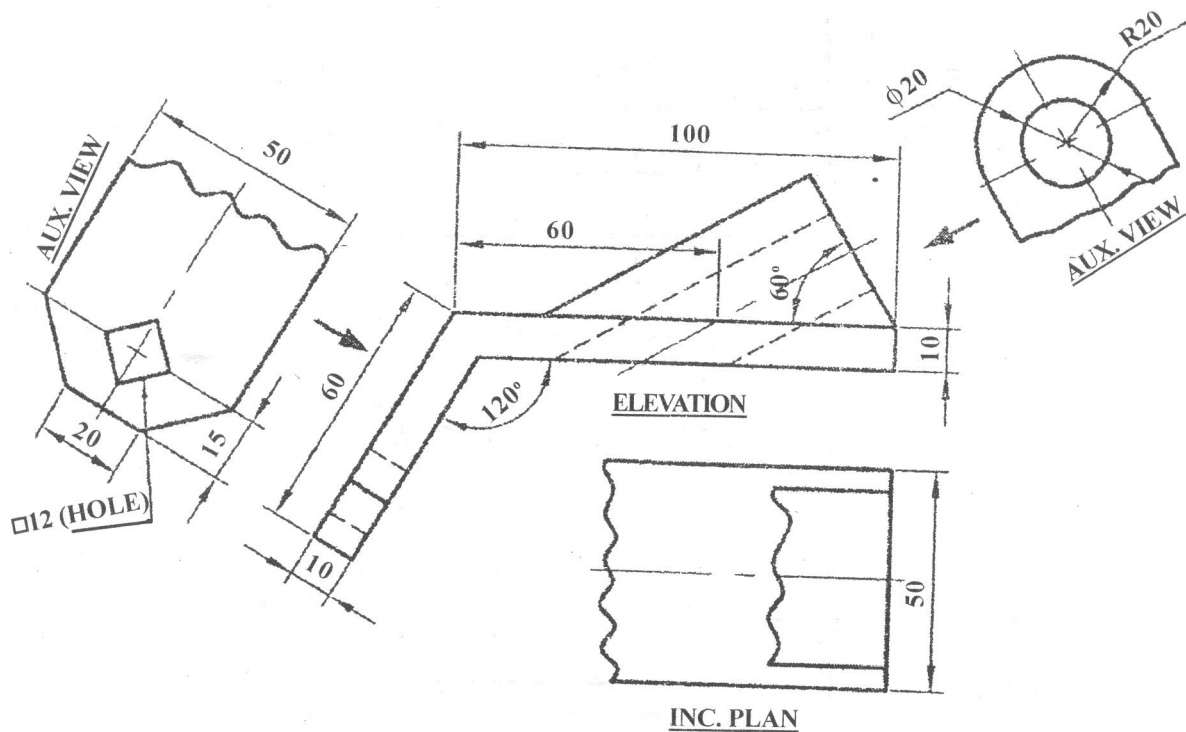 AUX. VIEW
50
20
15
□12 (HOLE)
100
60
60°
60
120°
10
10
ELEVATION
ϕ20
R20
AUX. VIEW
50
INC. PLAN